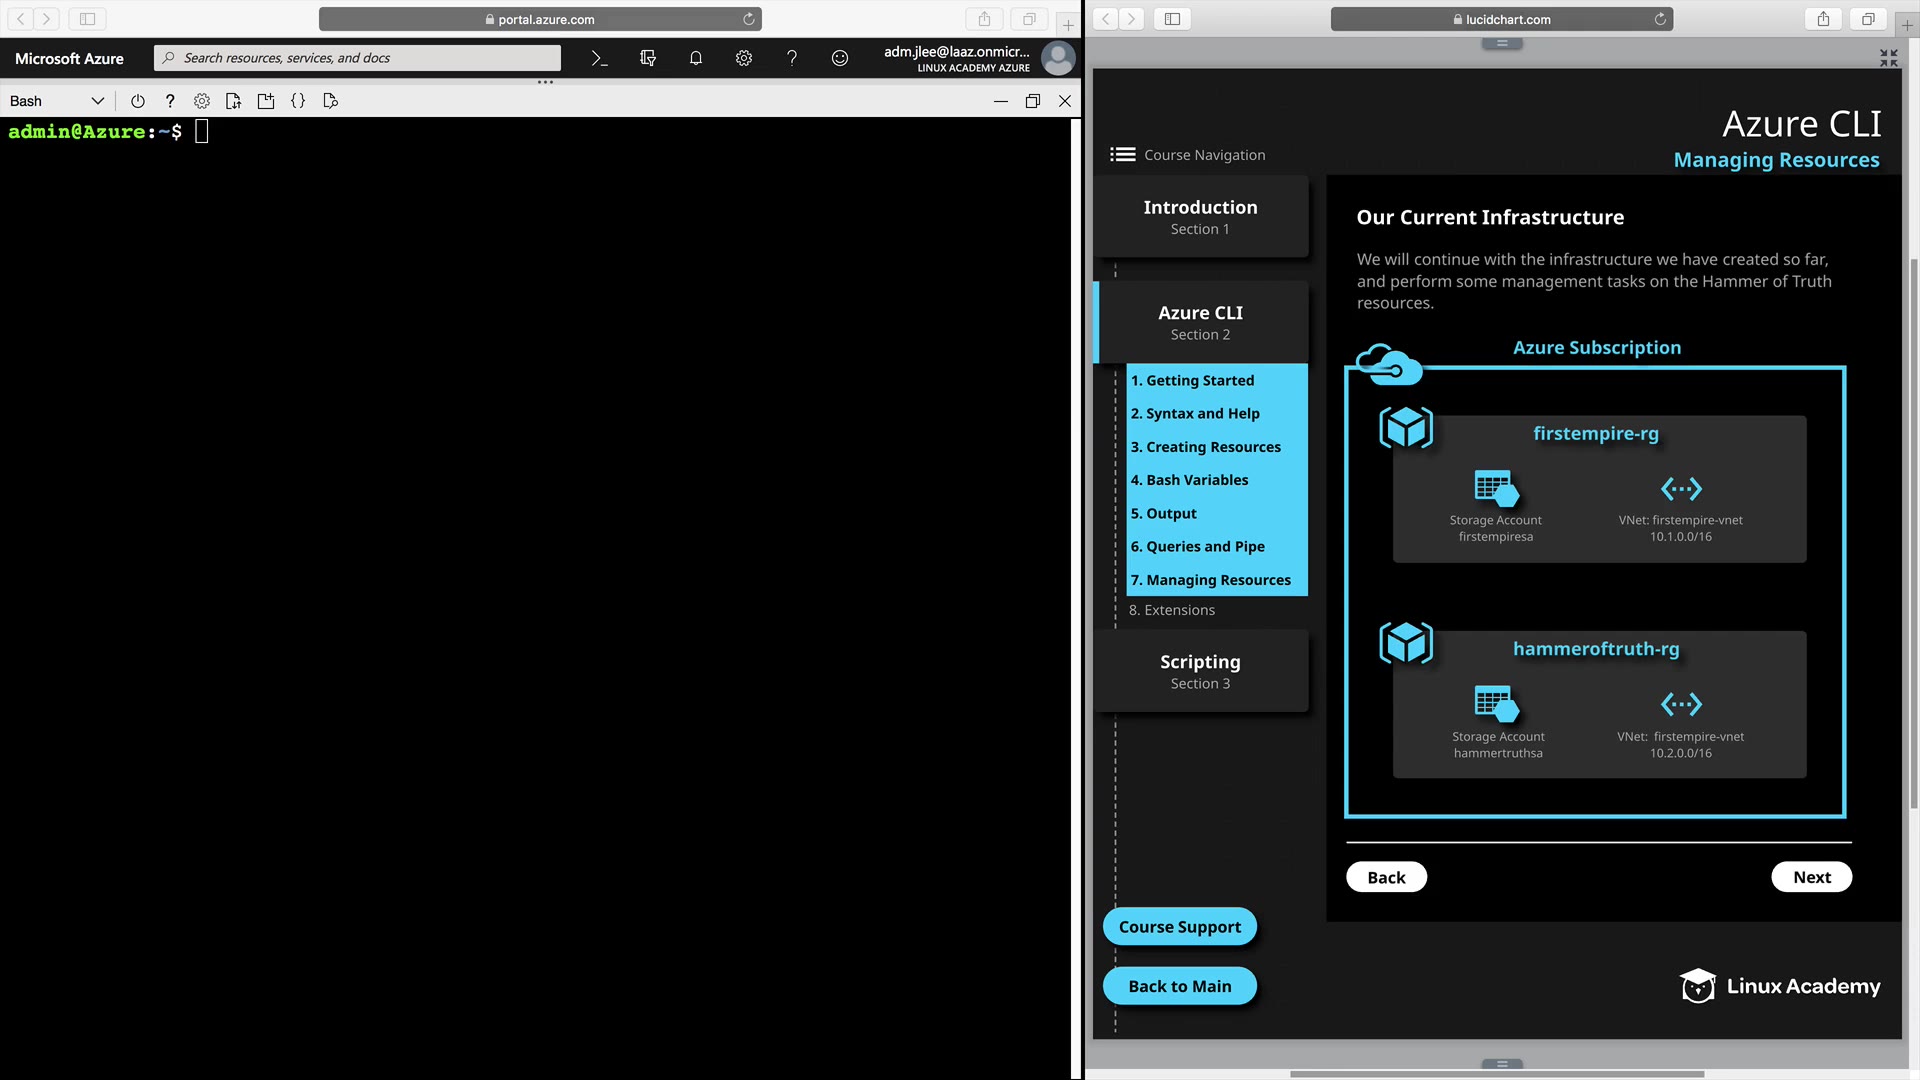 portal.azure.com
Microsoft Azure
Search resources, services, and docs
adm.jlee@laaz.onmicr...
LINUX ACADEMY AZURE
Bash
admin@Azure:~$
lucidchart.com
Azure CLI
Managing Resources
Course Navigation
Introduction
Section 1
Azure CLI
Section 2
1. Getting Started
2. Syntax and Help
3. Creating Resources
4. Bash Variables
5. Output
6. Queries and Pipe
7. Managing Resources
8. Extensions
Scripting
Section 3
Course Support
Back to Main
Our Current Infrastructure
We will continue with the infrastructure we have created so far,
and perform some management tasks on the Hammer of Truth
resources.
Azure Subscription
firstempire-rg
Storage Account
firstempiresa
VNet: firstempire-vnet
10.1.0.0/16
hammeroftruth-rg
Storage Account
hammertruthsa
VNet: firstempire-vnet
10.2.0.0/16
Back
Next
Linux Academy